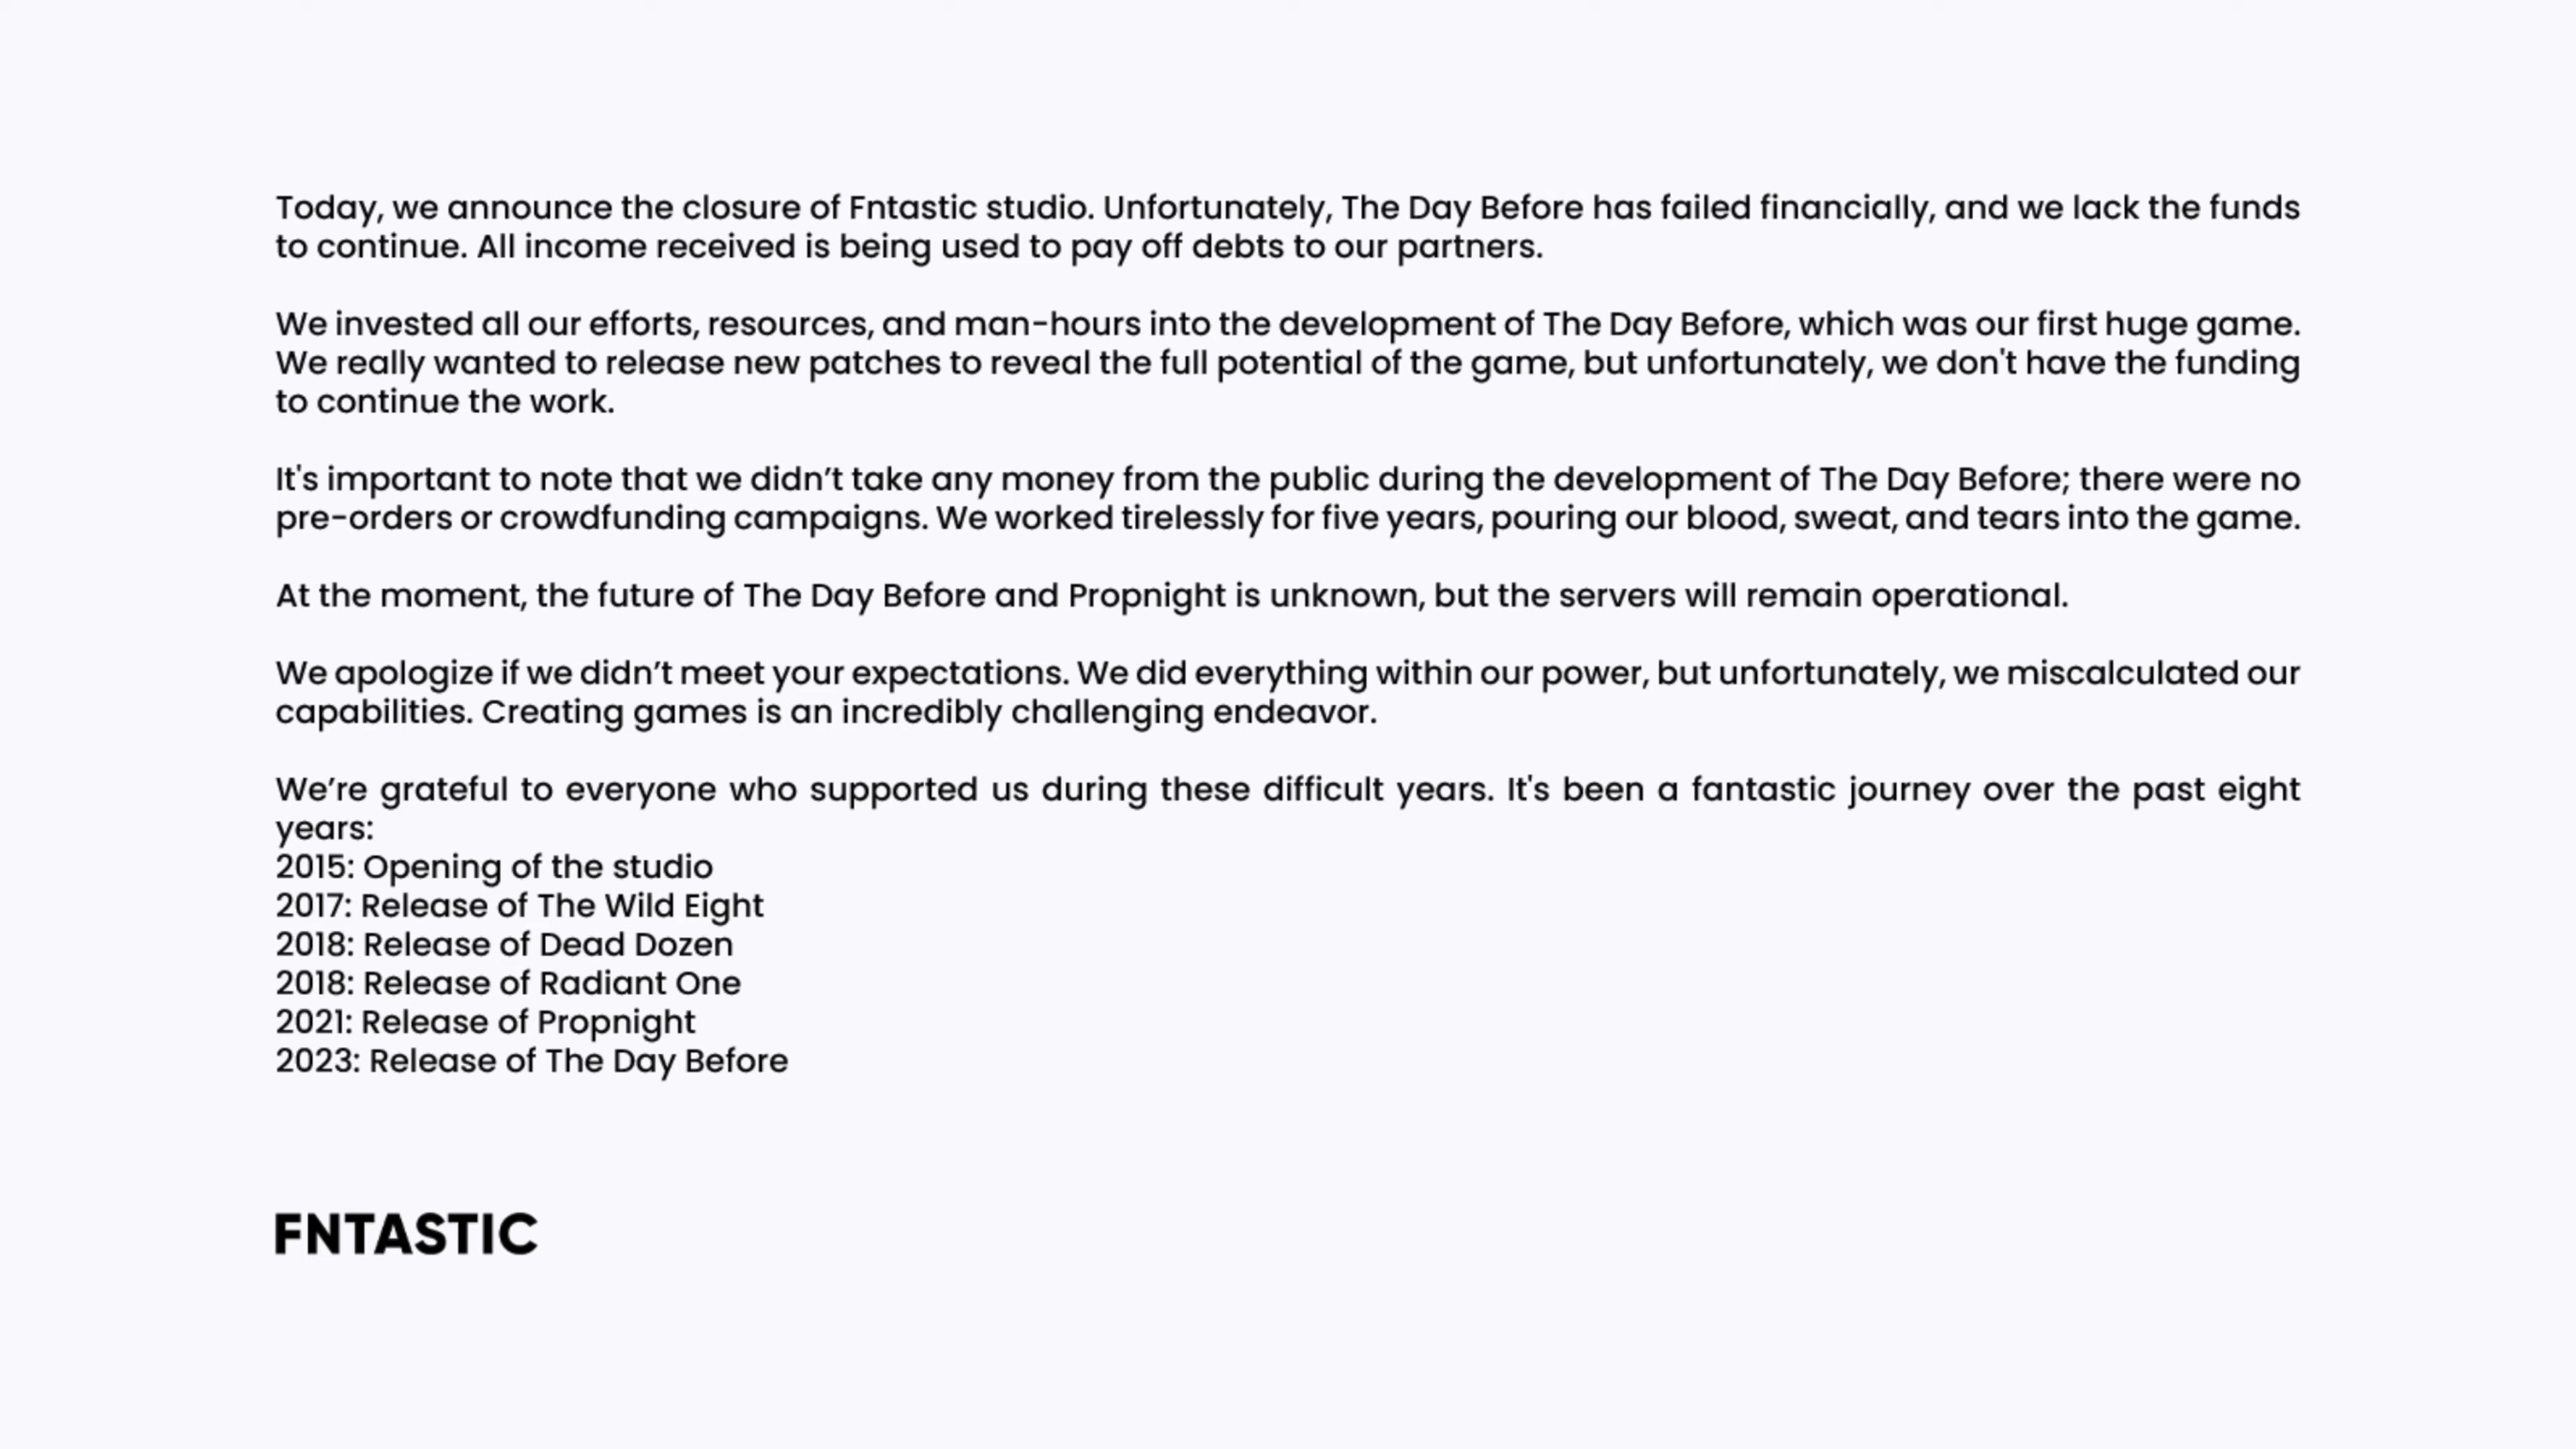 Today, we announce the closure of Fntastic studio. Unfortunately, The Day Before has failed financially, and we lack the funds
to continue. All income received is being used to pay off debts to our partners.
We invested all our efforts, resources, and man-hours into the development of The Day Before, which was our first huge game.
We really wanted to release new patches to reveal the full potential of the game, but unfortunately, we don't have the funding
to continue the work.
It's important to note that we didn’t take any money from the public during the development of The Day Before; there were no
pre-orders or crowdfunding campaigns. We worked tirelessly for five years, pouring our blood, sweat, and tears into the game.
At the moment, the future of The Day Before and Propnight is unknown, but the servers will remain operational.
We apologize if we didn’t meet your expectations. We did everything within our power, but unfortunately, we miscalculated our
capabilities. Creating games is an incredibly challenging endeavor.
We’re grateful to everyone who supported us during these difficult years. It's been a fantastic journey over the past eight
years:
2015: Opening of the studio
2017: Release of The Wild Eight
2018: Release of Dead Dozen
2018: Release of Radiant One
2021: Release of Propnight
2023: Release of The Day Before
FNTASTIC